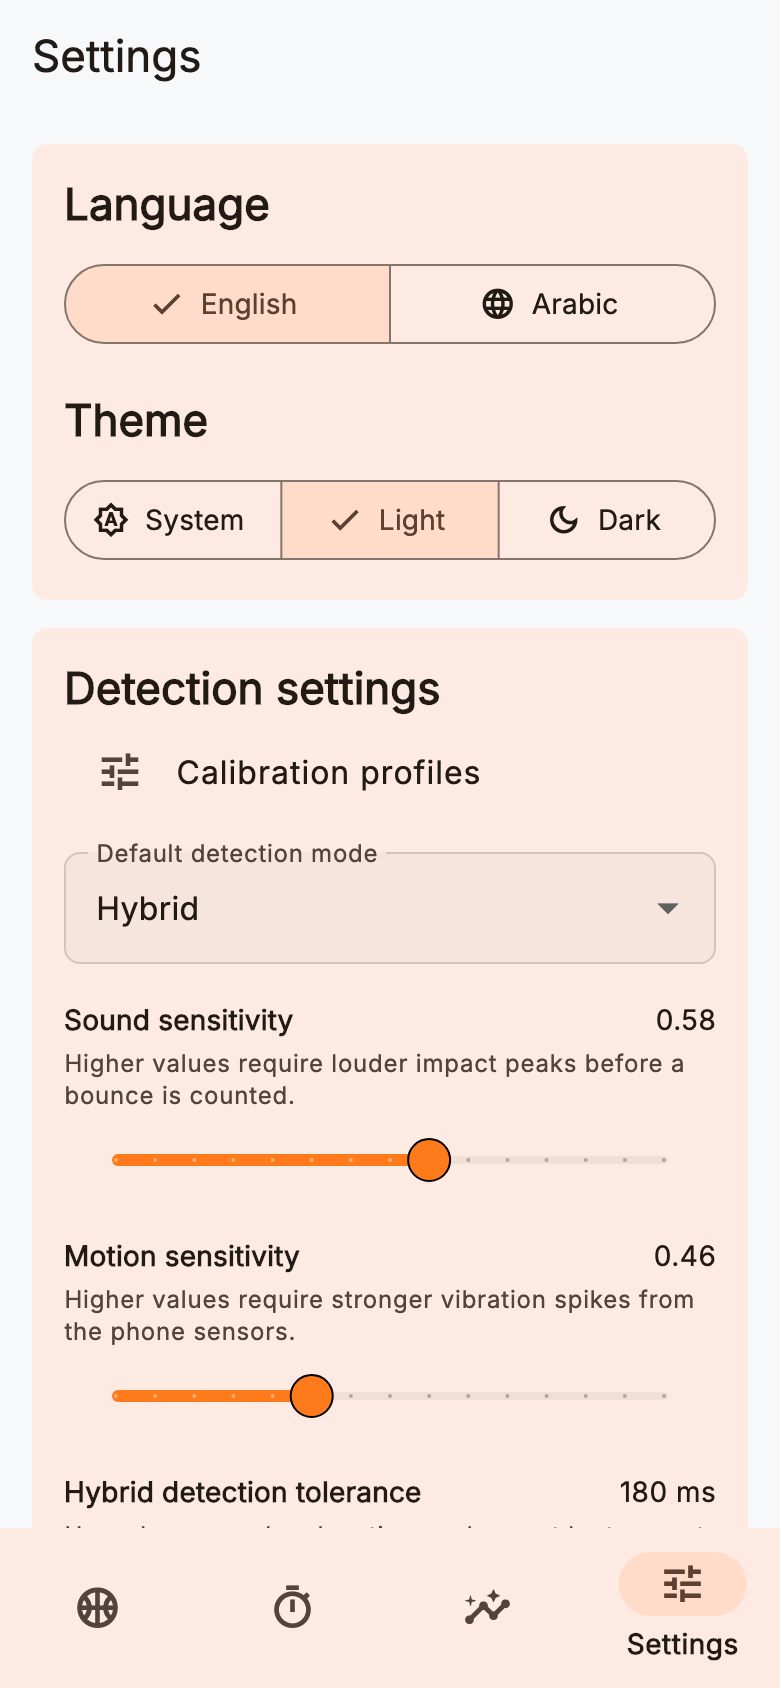 Settings
Language
English
Arabic
Theme
System
Light
Dark
Detection settings
Calibration profiles
Default detection mode
Hybrid
Sound sensitivity
0.58
Higher values require louder impact peaks before a
bounce is counted.
Motion sensitivity
0.46
Higher values require stronger vibration spikes from
the phone sensors.
Hybrid detection tolerance
180 ms
Settings